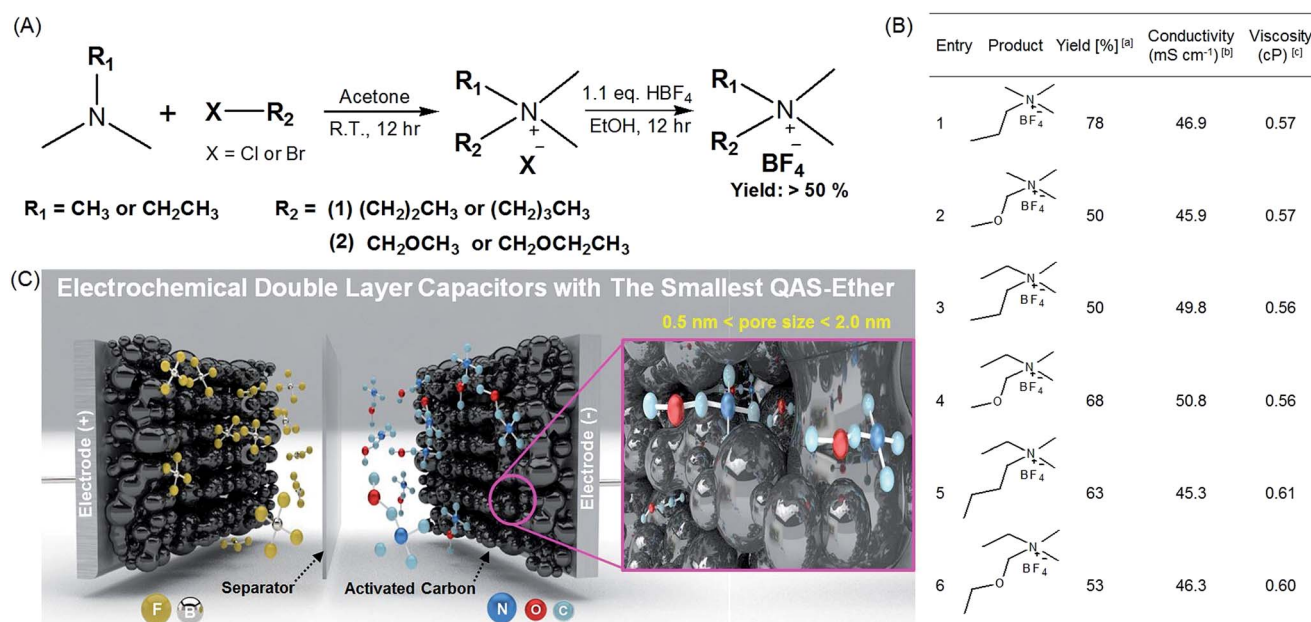 (A)
R₁
N
+
X—R₂
X = Cl or Br
Acetone
R.T., 12 hr
R₁
R₂
N
+
X⁻
1.1 eq. HBF₄
EtOH, 12 hr
R₁
R₂
N
+
BF₄⁻
Yield: > 50 %
R₁ = CH₃ or CH₂CH₃ R₂ = (1) (CH₂)₂CH₃ or (CH₂)₃CH₃
(2) CH₂OCH₃ or CH₂OCH₂CH₃
(B)
Entry Product Yield [%] [a] Conductivity (mS cm⁻¹) [b] Viscosity (cP) [c]
1 N + BF₄⁻ 78 46.9 0.57
2 O N + BF₄⁻ 50 45.9 0.57
3 N + BF₄⁻ 50 49.8 0.56
4 O N + BF₄⁻ 68 50.8 0.56
5 N + BF₄⁻ 63 45.3 0.61
6 O N + BF₄⁻ 53 46.3 0.60
(C)
Electrochemical Double Layer Capacitors with The Smallest QAS-Ether
0.5 nm < pore size < 2.0 nm
Electrode (+)
Electrode (-)
Separator
Activated Carbon
F B
N O C